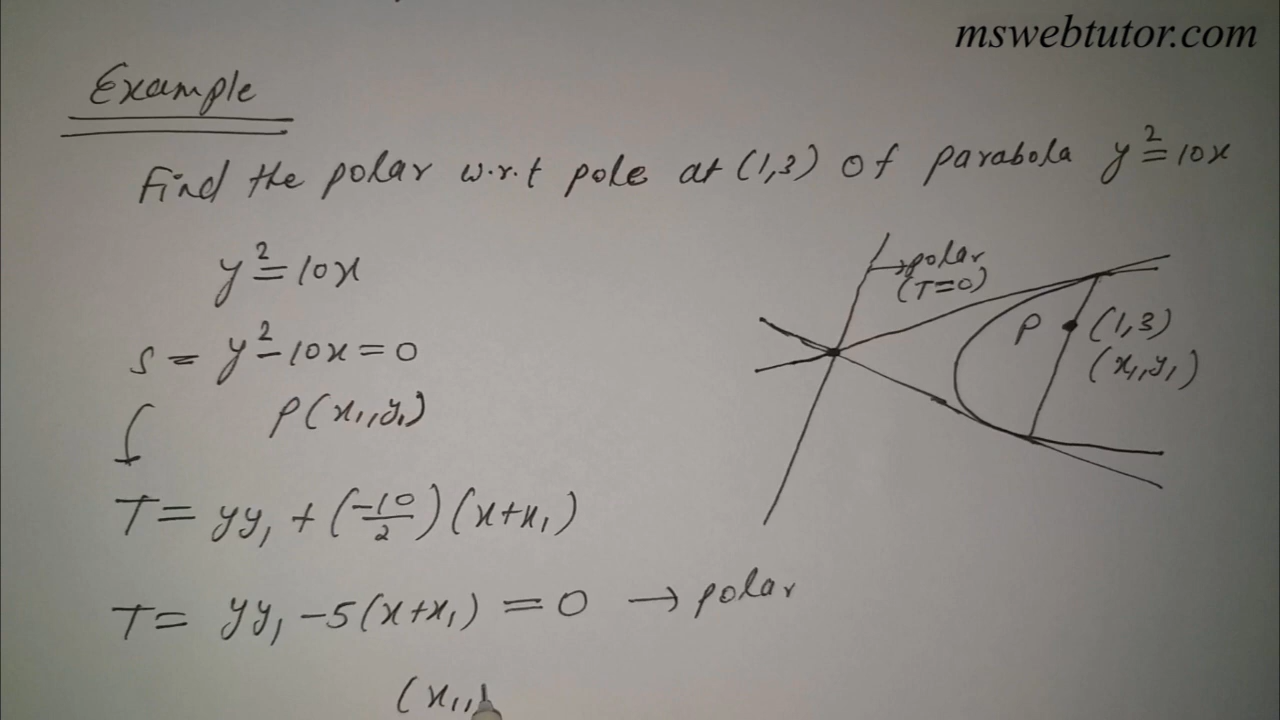 mswebtutor.com
Example
Find the polar w.r.t pole at (1,3) of parabola y²=10x
y²=10x
S = y²-10x=0
P(x₁,y₁)
T= yy₁ + (-10/2)(x+x₁)
T= yy₁ -5(x+x₁) = 0 → polar
(x₁,
→polar
(T=0)
P (1,3)
(x₁,y₁)